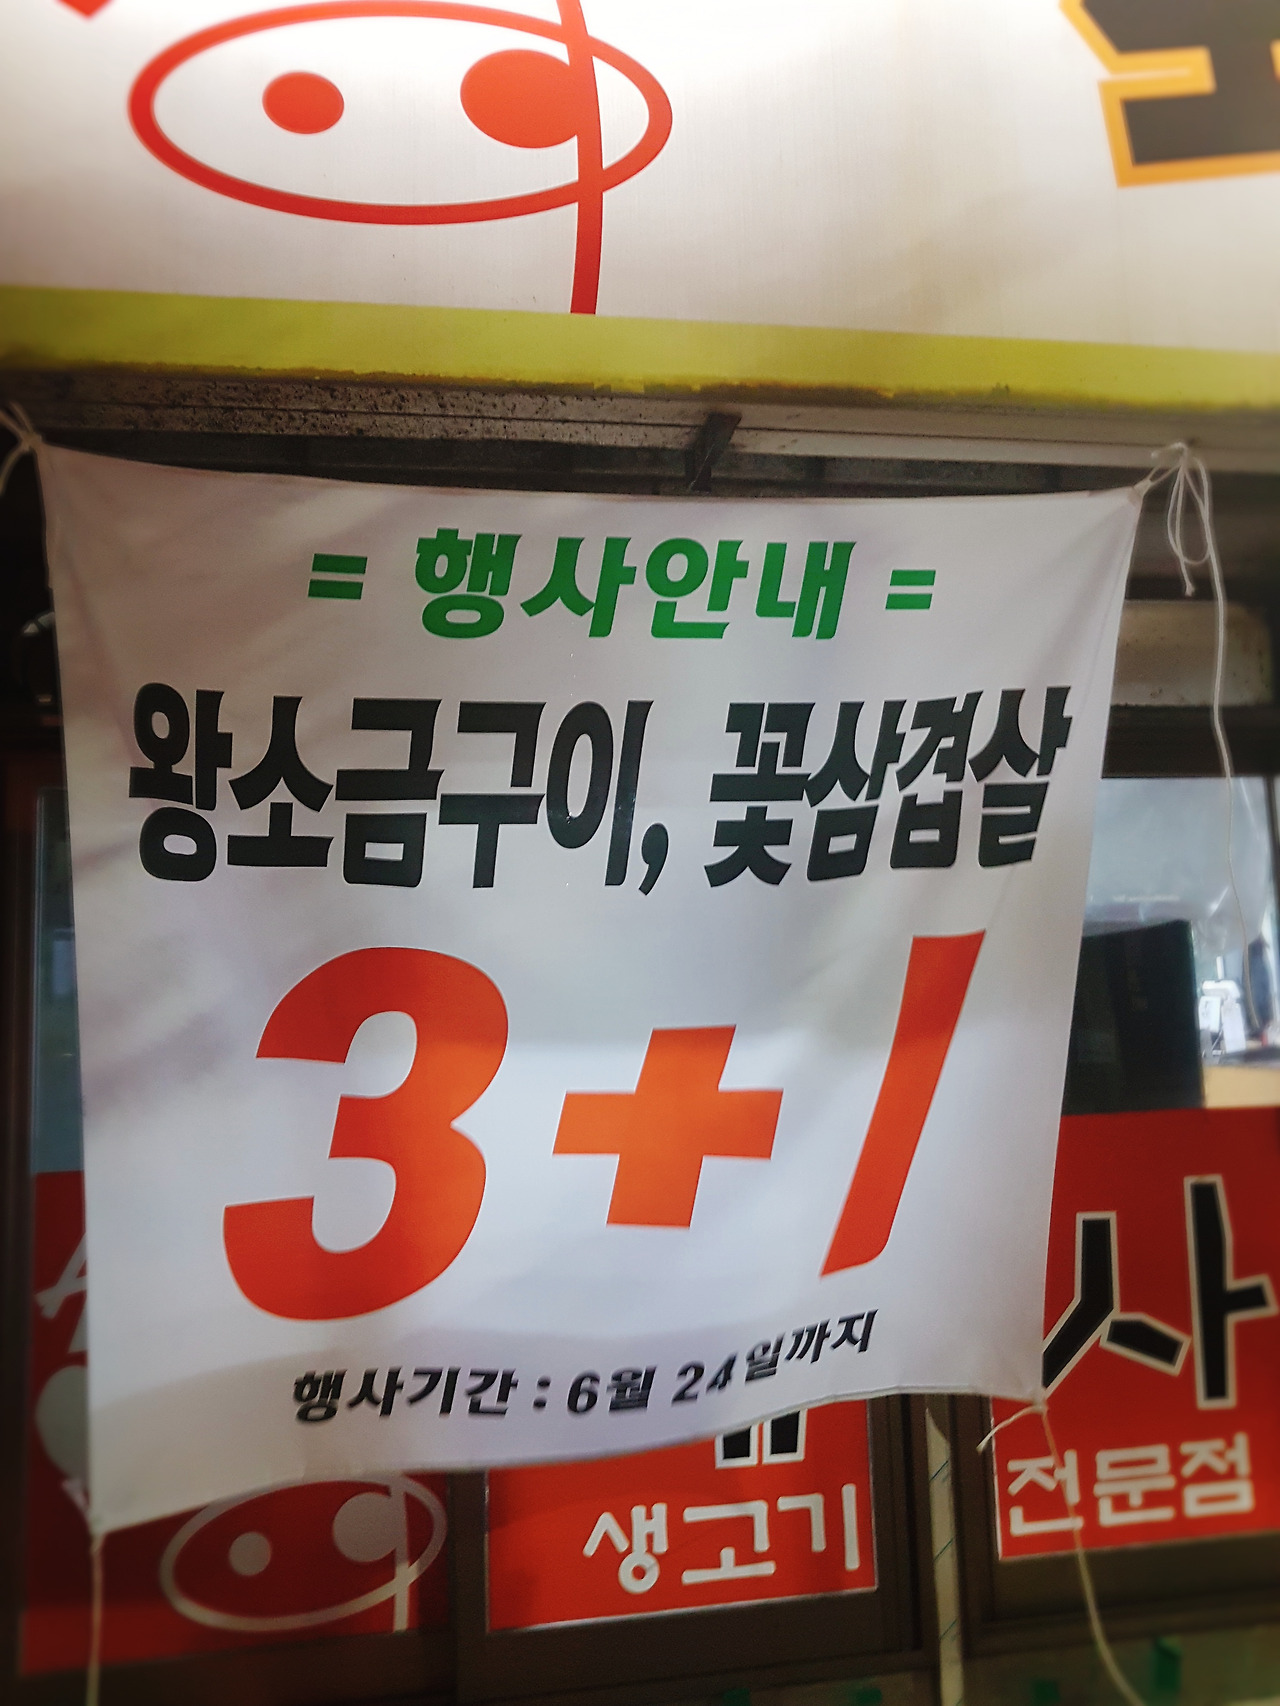 = 행사안내 =
왕소금구이, 꽃삼겹살
3+1
행사기간 : 6월 24일까지
생고기
사
전문점